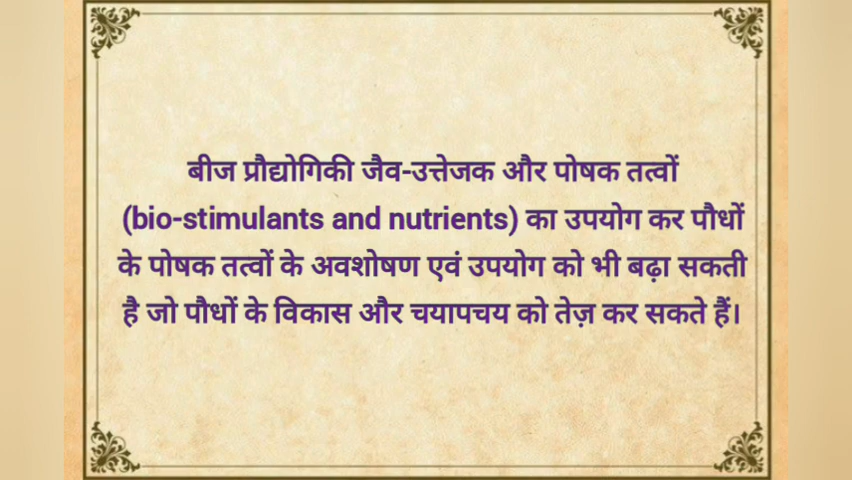 बीज प्रौद्योगिकी जैव-उत्तेजक और पोषक तत्वों
(bio-stimulants and nutrients) का उपयोग कर पौधों
के पोषक तत्वों के अवशोषण एवं उपयोग को भी बढ़ा सकती
है जो पौधों के विकास और चयापचय को तेज़ कर सकते हैं।